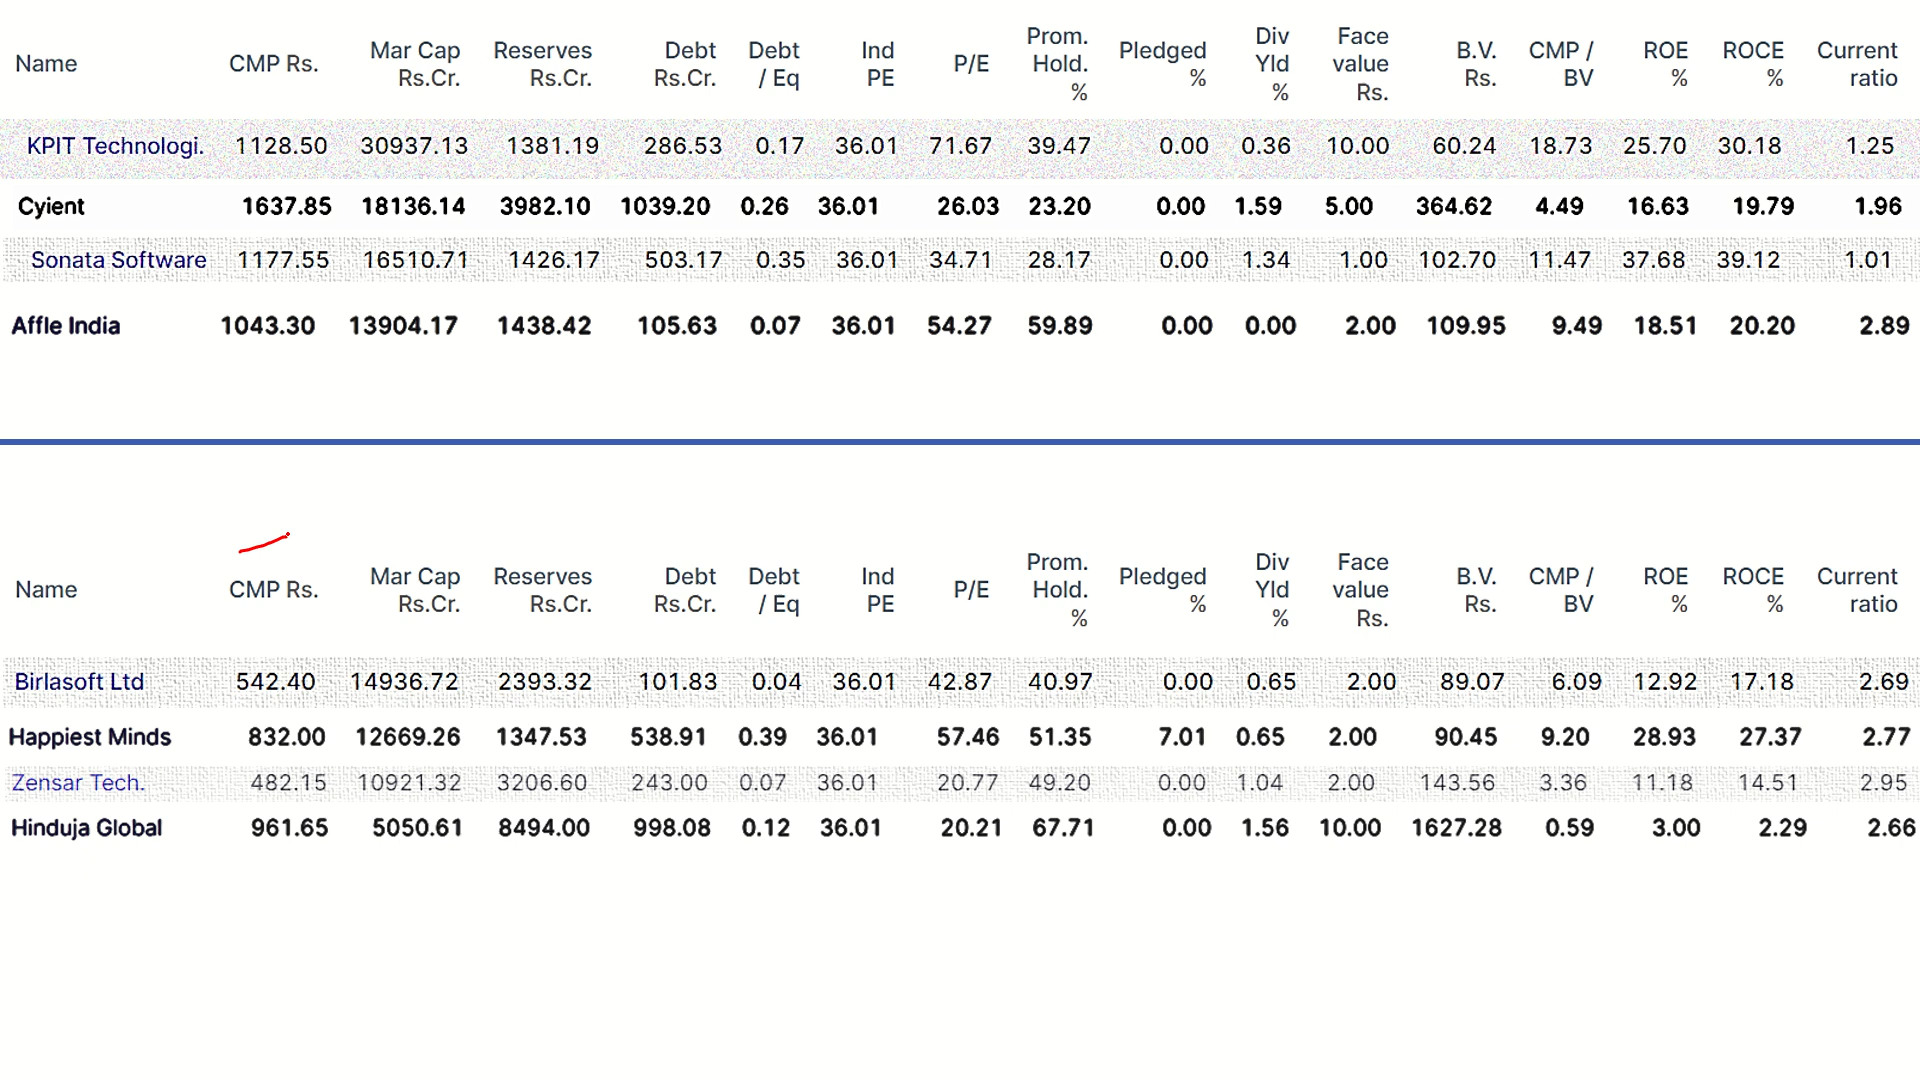 Name CMP Rs. Mar Cap Rs.Cr. Reserves Rs.Cr. Debt Rs.Cr. Debt / Eq Ind PE P/E Prom. Hold. % Pledged % Div Yld % Face value Rs. B.V. Rs. CMP / BV ROE % ROCE % Current ratio
KPIT Technologi. 1128.50 30937.13 1381.19 286.53 0.17 36.01 71.67 39.47 0.00 0.36 10.00 60.24 18.73 25.70 30.18 1.25
Cyient 1637.85 18136.14 3982.10 1039.20 0.26 36.01 26.03 23.20 0.00 1.59 5.00 364.62 4.49 16.63 19.79 1.96
Sonata Software 1177.55 16510.71 1426.17 503.17 0.35 36.01 34.71 28.17 0.00 1.34 1.00 102.70 11.47 37.68 39.12 1.01
Affle India 1043.30 13904.17 1438.42 105.63 0.07 36.01 54.27 59.89 0.00 0.00 2.00 109.95 9.49 18.51 20.20 2.89
Name CMP Rs. Mar Cap Rs.Cr. Reserves Rs.Cr. Debt Rs.Cr. Debt / Eq Ind PE P/E Prom. Hold. % Pledged % Div Yld % Face value Rs. B.V. Rs. CMP / BV ROE % ROCE % Current ratio
Birlasoft Ltd 542.40 14936.72 2393.32 101.83 0.04 36.01 42.87 40.97 0.00 0.65 2.00 89.07 6.09 12.92 17.18 2.69
Happiest Minds 832.00 12669.26 1347.53 538.91 0.39 36.01 57.46 51.35 7.01 0.65 2.00 90.45 9.20 28.93 27.37 2.77
Zensar Tech. 482.15 10921.32 3206.60 243.00 0.07 36.01 20.77 49.20 0.00 1.04 2.00 143.56 3.36 11.18 14.51 2.95
Hinduja Global 961.65 5050.61 8494.00 998.08 0.12 36.01 20.21 67.71 0.00 1.56 10.00 1627.28 0.59 3.00 2.29 2.66